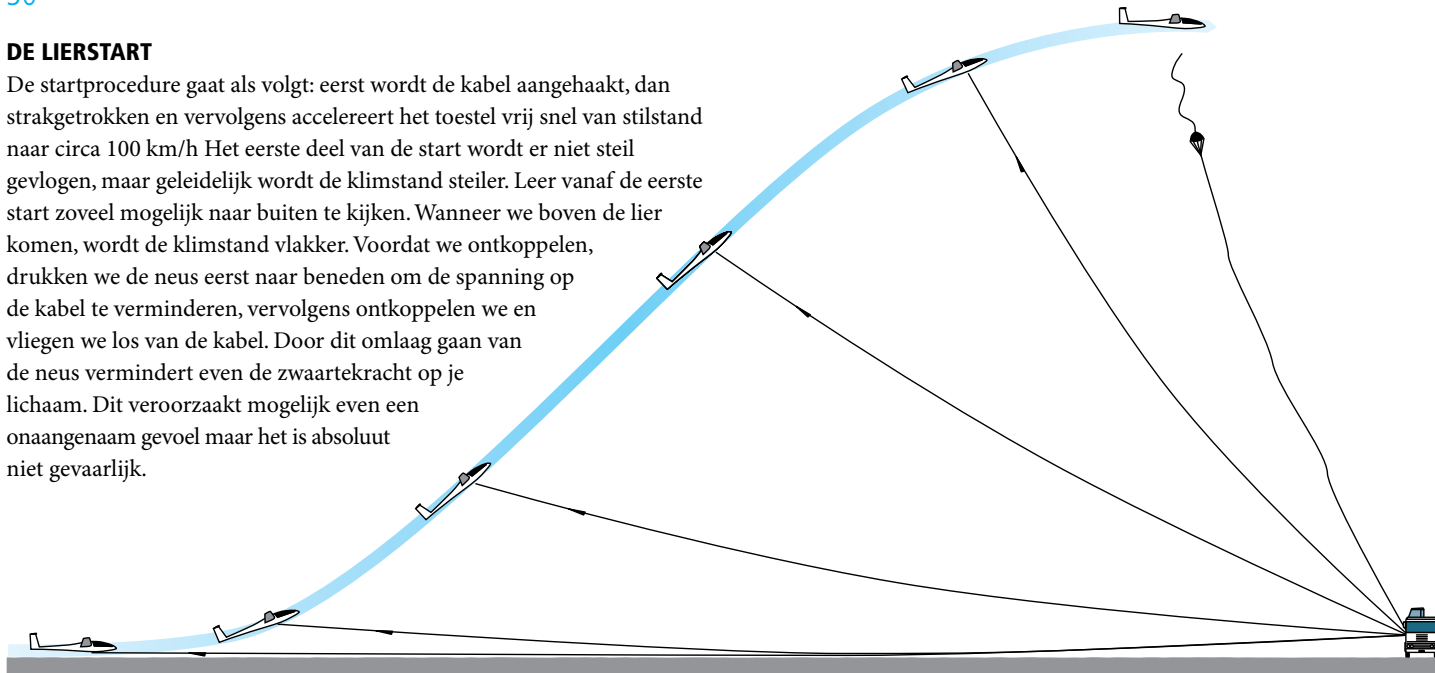 DE LIERSTART
De startprocedure gaat als volgt: eerst wordt de kabel aangehaakt, dan
strakgetrokken en vervolgens accelereert het toestel vrij snel van stilstand
naar circa 100 km/h Het eerste deel van de start wordt er niet steil
gevlogen, maar geleidelijk wordt de klimstand steiler. Leer vanaf de eerste
start zoveel mogelijk naar buiten te kijken. Wanneer we boven de lier
komen, wordt de klimstand vlakker. Voordat we ontkoppelen,
drukken we de neus eerst naar beneden om de spanning op
de kabel te verminderen, vervolgens ontkoppelen we en
vliegen we los van de kabel. Door dit omlaag gaan van
de neus vermindert even de zwaartekracht op je
lichaam. Dit veroorzaakt mogelijk even een
onaangenaam gevoel maar het is absoluut
niet gevaarlijk.